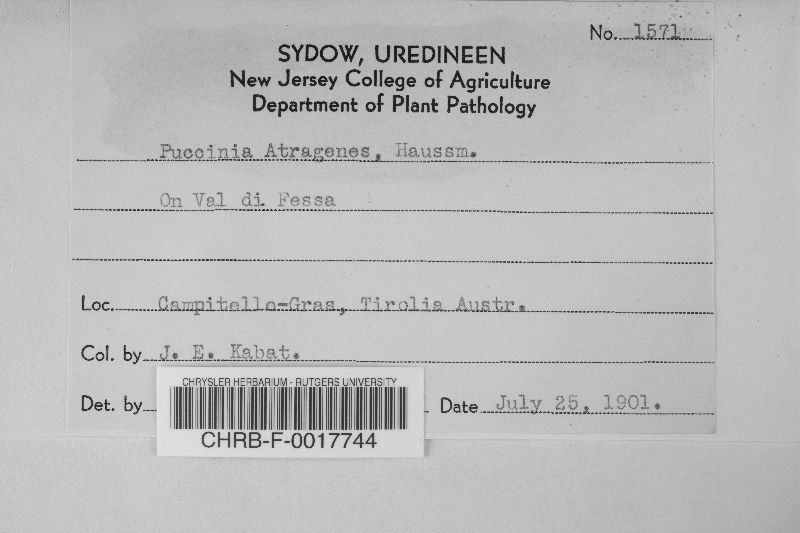 No. 1571
SYDOW, UREDINEEN
New Jersey College of Agriculture
Department of Plant Pathology
Puccinia Atragenes, Haussm.
On Val di Fessa
Loc. Campitello-Gras, Tirolia Austr.
Col. by J. E. Kabat.
Det. by
Date July 25, 1901.
CHRYSLER HERBARIUM - RUTGERS UNIVERSITY
CHRB-F-0017744